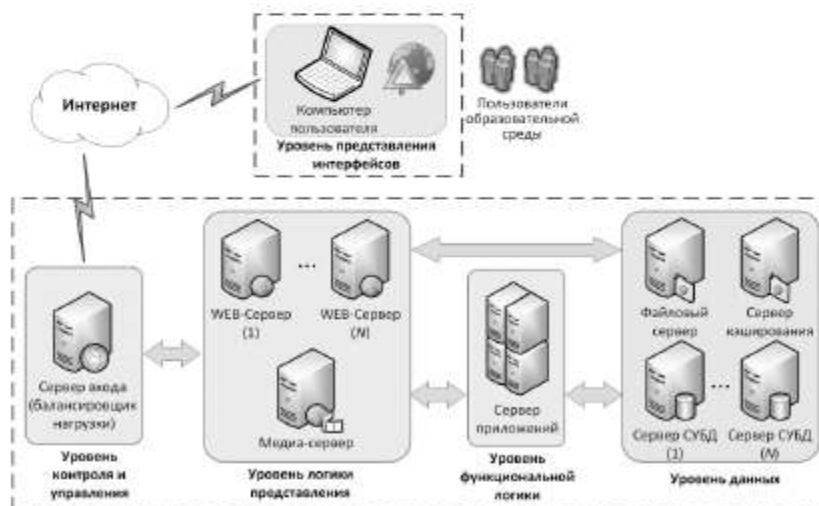 Интернет
Компьютер
пользователя
Уровень представления
интерфейсов
Пользователи
образовательной
среды
Сервер входа
(балансировщик
нагрузки)
Уровень
контроля и
управления
WEB-Сервер
(1)
...
WEB-Сервер
(N)
Медиа-сервер
Уровень логики
представления
Сервер
приложений
Уровень
функциональной
логики
Файловый
сервер
Сервер
кэширования
Сервер СУБД
(1)
...
Сервер СУБД
(N)
Уровень данных